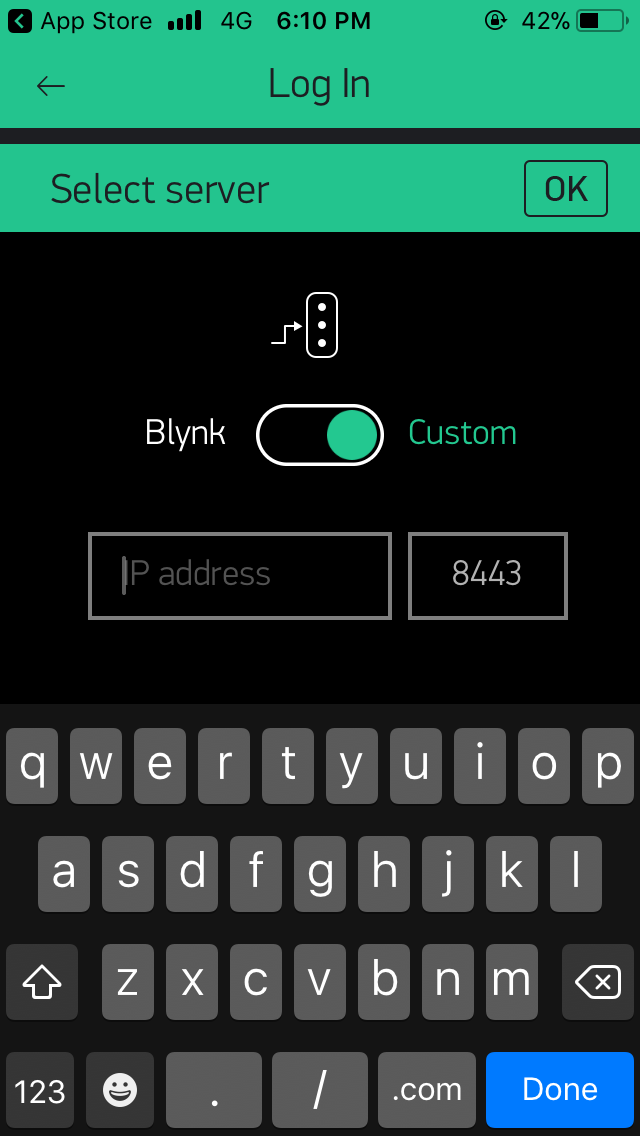 App Store 4G 6:10 PM 42%
Log In
Select server OK
Blynk Custom
IP address 8443
q w e r t y u i o p
a s d f g h j k l
z x c v b n m
123 . / .com Done